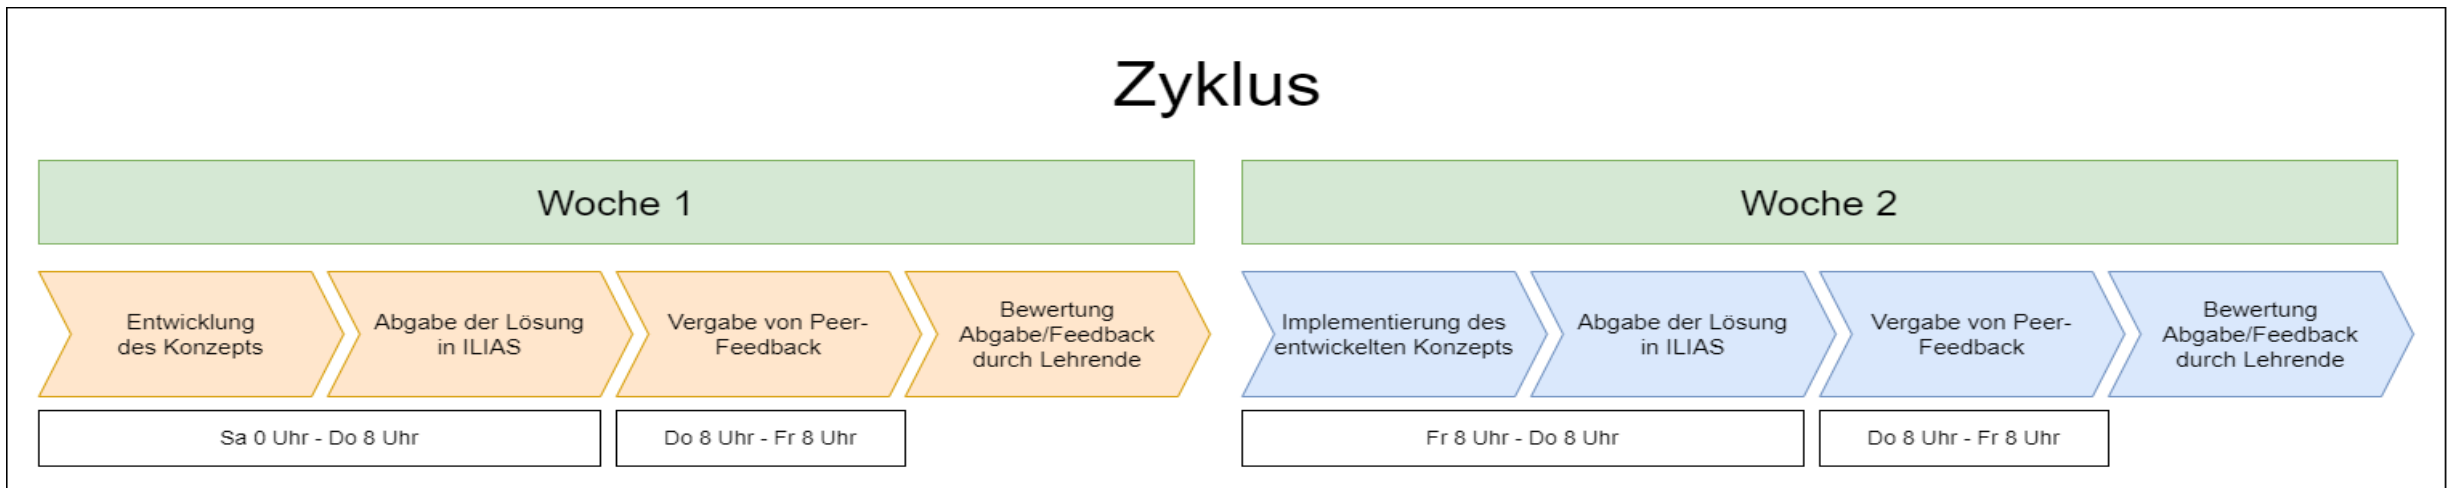 Zyklus
Woche 1
Woche 2
Entwicklung
des Konzepts
Abgabe der Lösung
in ILIAS
Vergabe von Peer-
Feedback
Bewertung
Abgabe/Feedback
durch Lehrende
Implementierung des
entwickelten Konzepts
Abgabe der Lösung
in ILIAS
Vergabe von Peer-
Feedback
Bewertung
Abgabe/Feedback
durch Lehrende
Sa 0 Uhr - Do 8 Uhr
Do 8 Uhr - Fr 8 Uhr
Fr 8 Uhr - Do 8 Uhr
Do 8 Uhr - Fr 8 Uhr